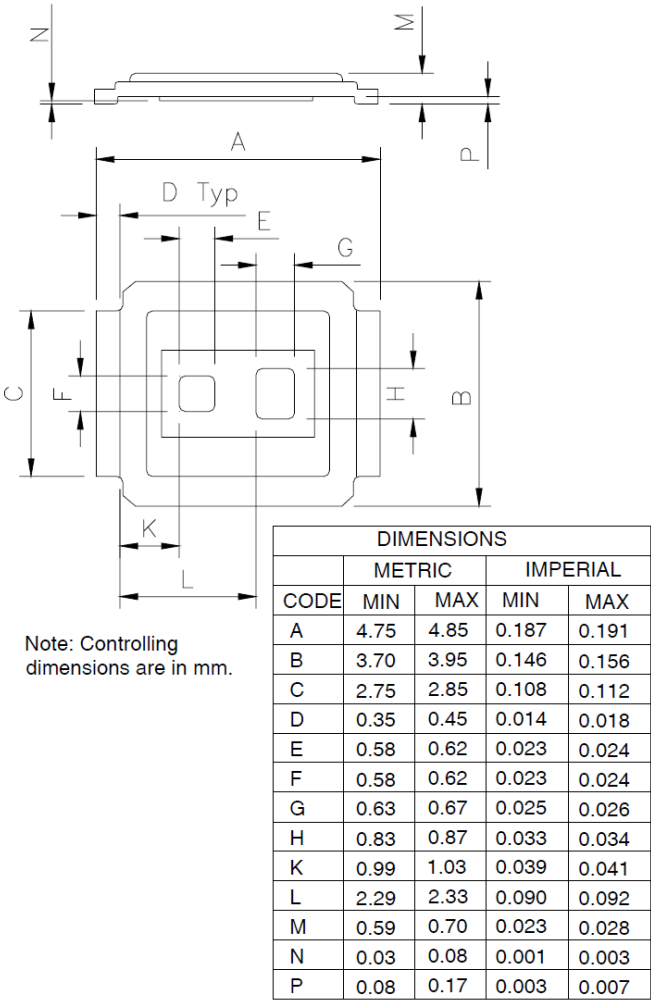 N
M
P
A
D Typ
E
G
C
F
H
B
K
L
Note: Controlling
dimensions are in mm.
DIMENSIONS
METRIC IMPERIAL
CODE MIN MAX MIN MAX
A 4.75 4.85 0.187 0.191
B 3.70 3.95 0.146 0.156
C 2.75 2.85 0.108 0.112
D 0.35 0.45 0.014 0.018
E 0.58 0.62 0.023 0.024
F 0.58 0.62 0.023 0.024
G 0.63 0.67 0.025 0.026
H 0.83 0.87 0.033 0.034
K 0.99 1.03 0.039 0.041
L 2.29 2.33 0.090 0.092
M 0.59 0.70 0.023 0.028
N 0.03 0.08 0.001 0.003
P 0.08 0.17 0.003 0.007